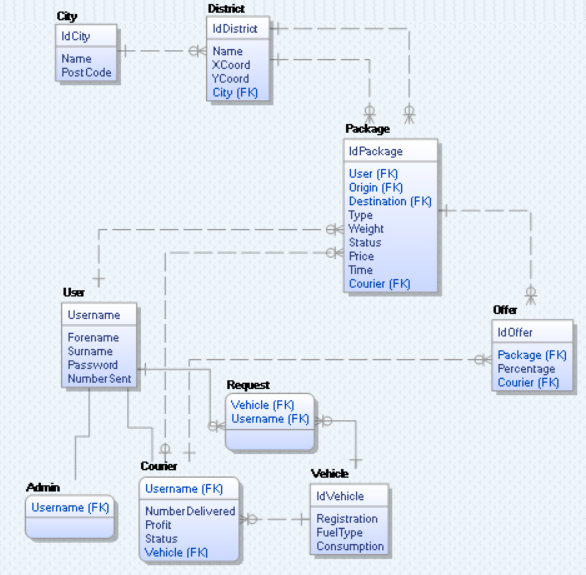 City
IdCity
Name
PostCode
District
IdDistrict
Name
XCoord
YCoord
City (FK)
Package
IdPackage
User (FK)
Origin (FK)
Destination (FK)
Type
Weight
Status
Price
Time
Courier (FK)
User
Username
Forename
Surname
Password
NumberSent
Offer
IdOffer
Package (FK)
Percentage
Courier (FK)
Request
Vehicle (FK)
Username (FK)
Admin
Username (FK)
Courier
Username (FK)
NumberDelivered
Profit
Status
Vehicle (FK)
Vehicle
IdVehicle
Registration
FuelType
Consumption